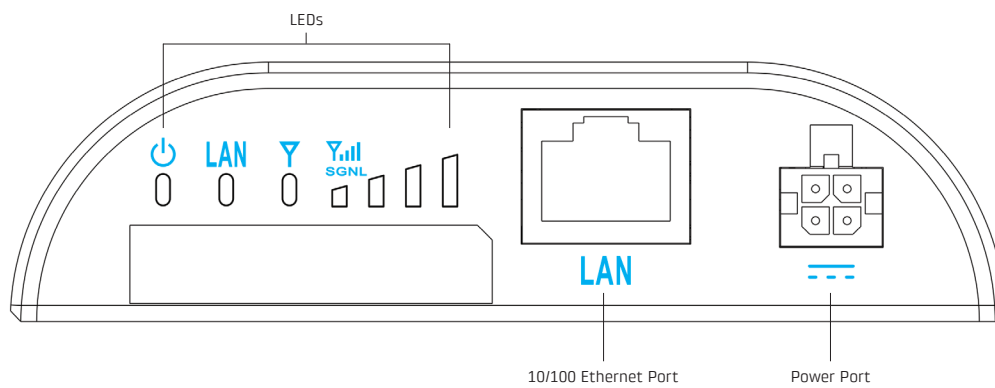 LEDs
LAN
SGNL
LAN
10/100 Ethernet Port
Power Port